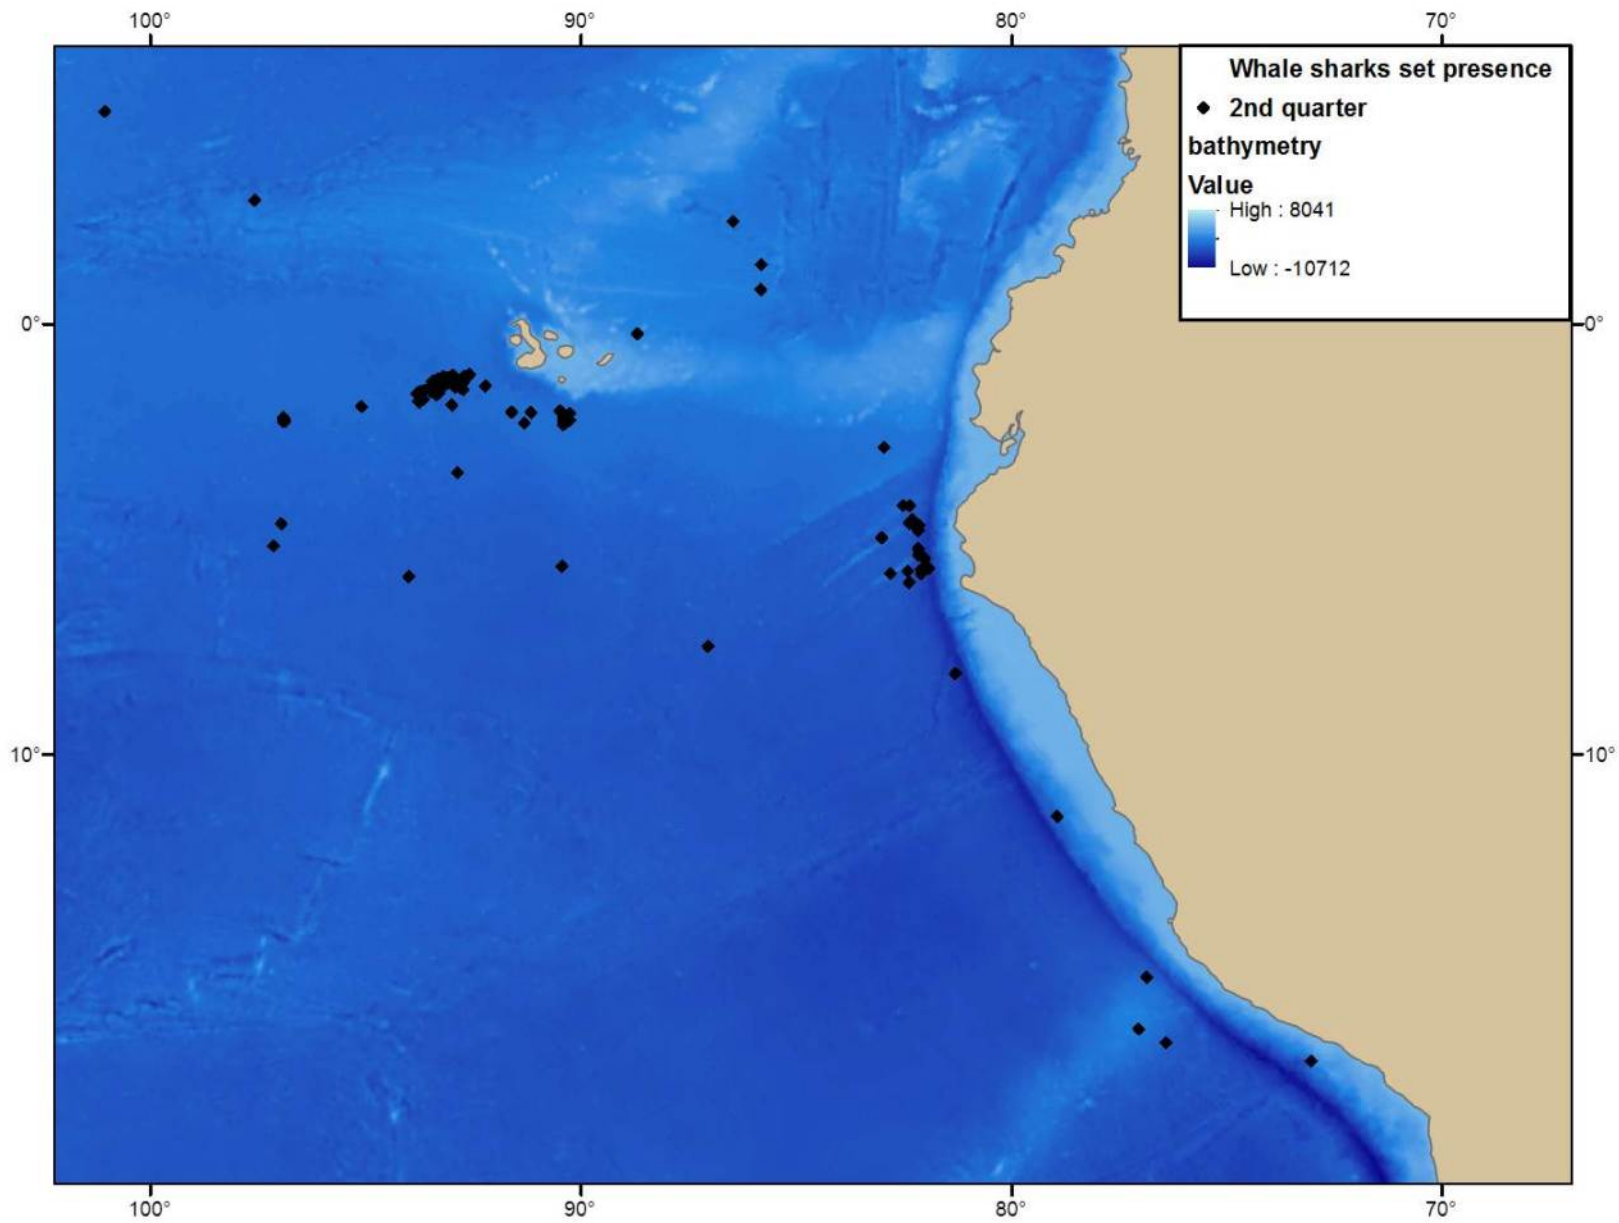 100° 90° 80° 70°
Whale sharks set presence
2nd quarter
bathymetry
Value
High : 8041
Low : -10712
0° 0°
10° 10°
100° 90° 80° 70°